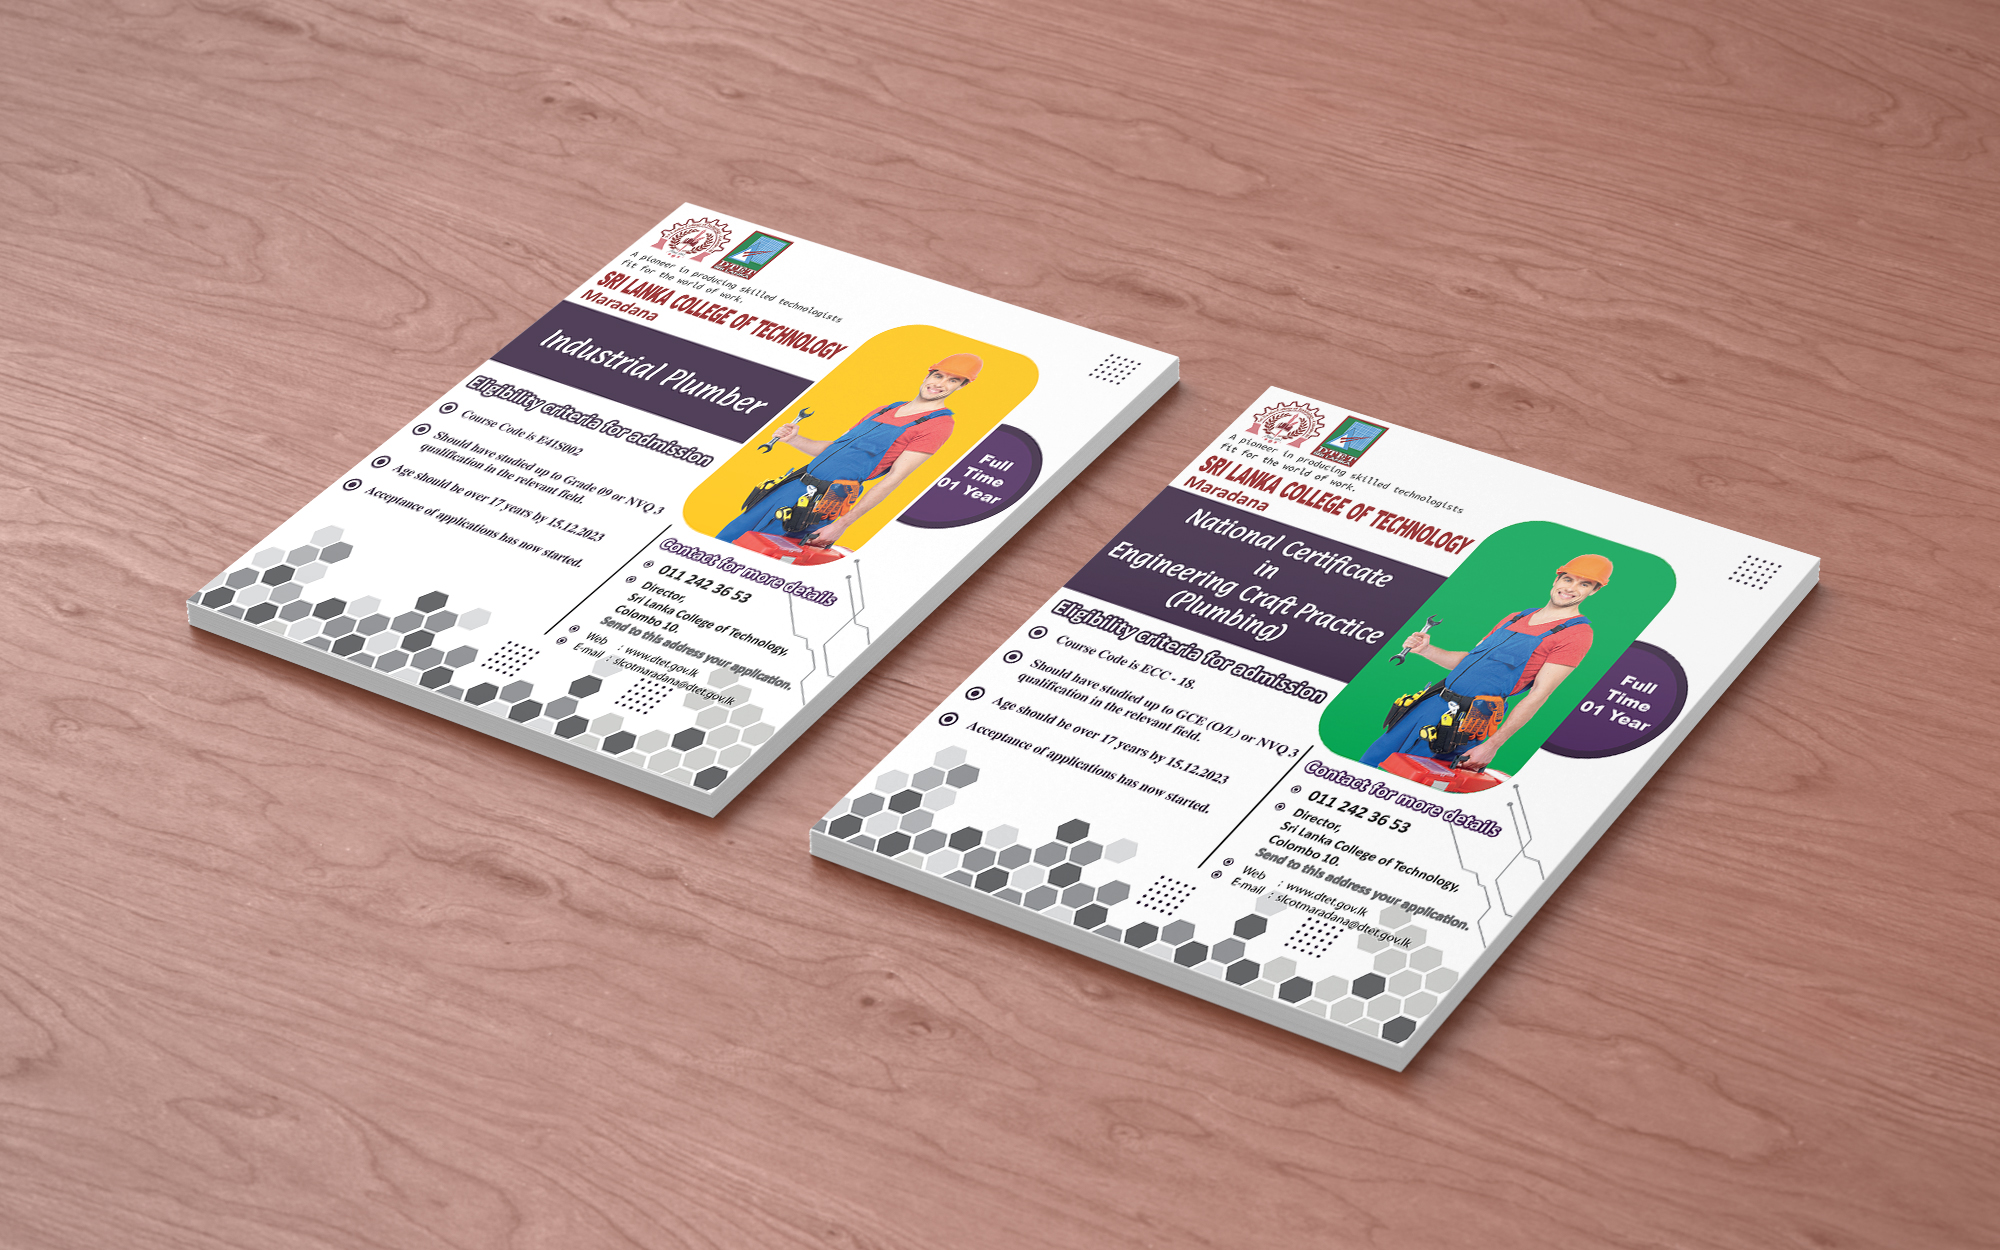 DTET
A pioneer in producing skilled technologists
fit for the world of work.
SRI LANKA COLLEGE OF TECHNOLOGY
Maradana
Industrial Plumber
Eligibility criteria for admission
Course Code is E41S002
Should have studied up to Grade 09 or NVQ 3
qualification in the relevant field.
Age should be over 17 years by 15.12.2023
Acceptance of applications has now started.
Full
Time
01 Year
Contact for more details
011 242 36 53
Director,
Sri Lanka College of Technology,
Colombo 10.
Send to this address your application.
Web : www.dtet.gov.lk
E-mail : slcotmaradana@dtet.gov.lk
DTET
A pioneer in producing skilled technologists
fit for the world of work.
SRI LANKA COLLEGE OF TECHNOLOGY
Maradana
National Certificate
in
Engineering Craft Practice
(Plumbing)
Eligibility criteria for admission
Course Code is ECC - 18.
Should have studied up to GCE (O/L) or NVQ 3
qualification in the relevant field.
Age should be over 17 years by 15.12.2023
Acceptance of applications has now started.
Full
Time
01 Year
Contact for more details
011 242 36 53
Director,
Sri Lanka College of Technology,
Colombo 10.
Send to this address your application.
Web : www.dtet.gov.lk
E-mail : slcotmaradana@dtet.gov.lk